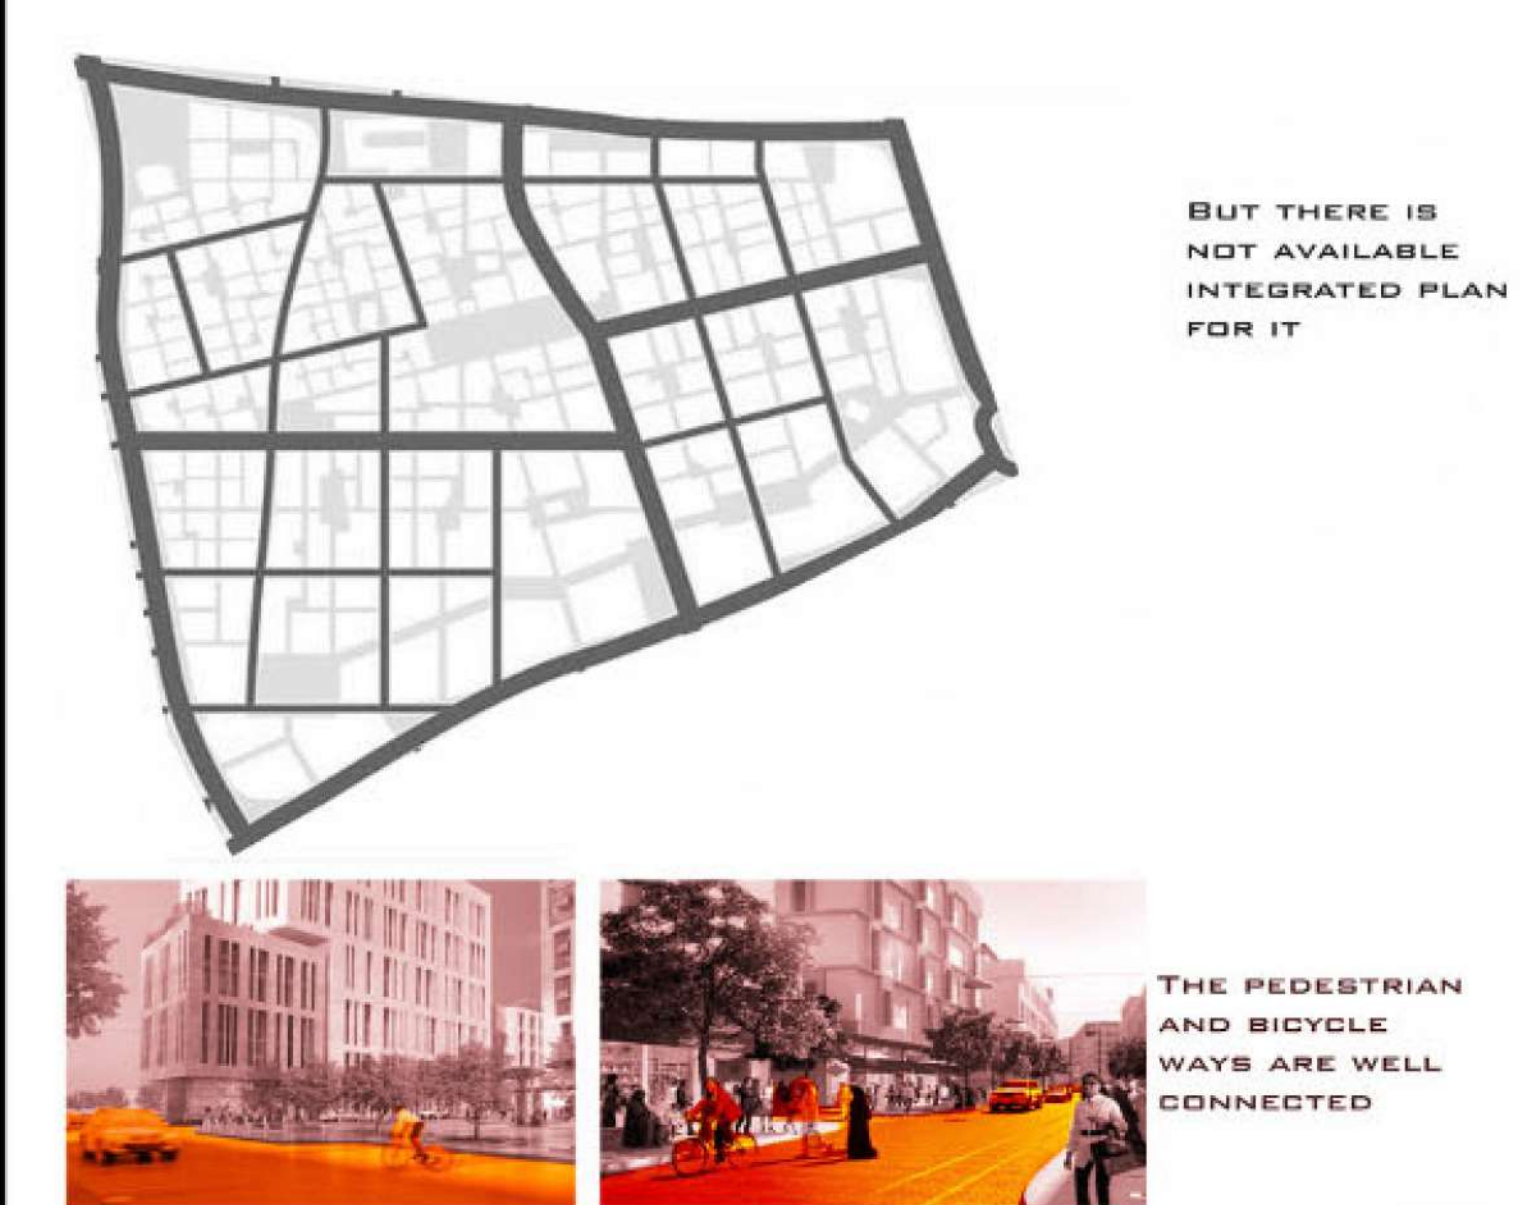 BUT THERE IS
NOT AVAILABLE
INTEGRATED PLAN
FOR IT
THE PEDESTRIAN
AND BICYCLE
WAYS ARE WELL
CONNECTED